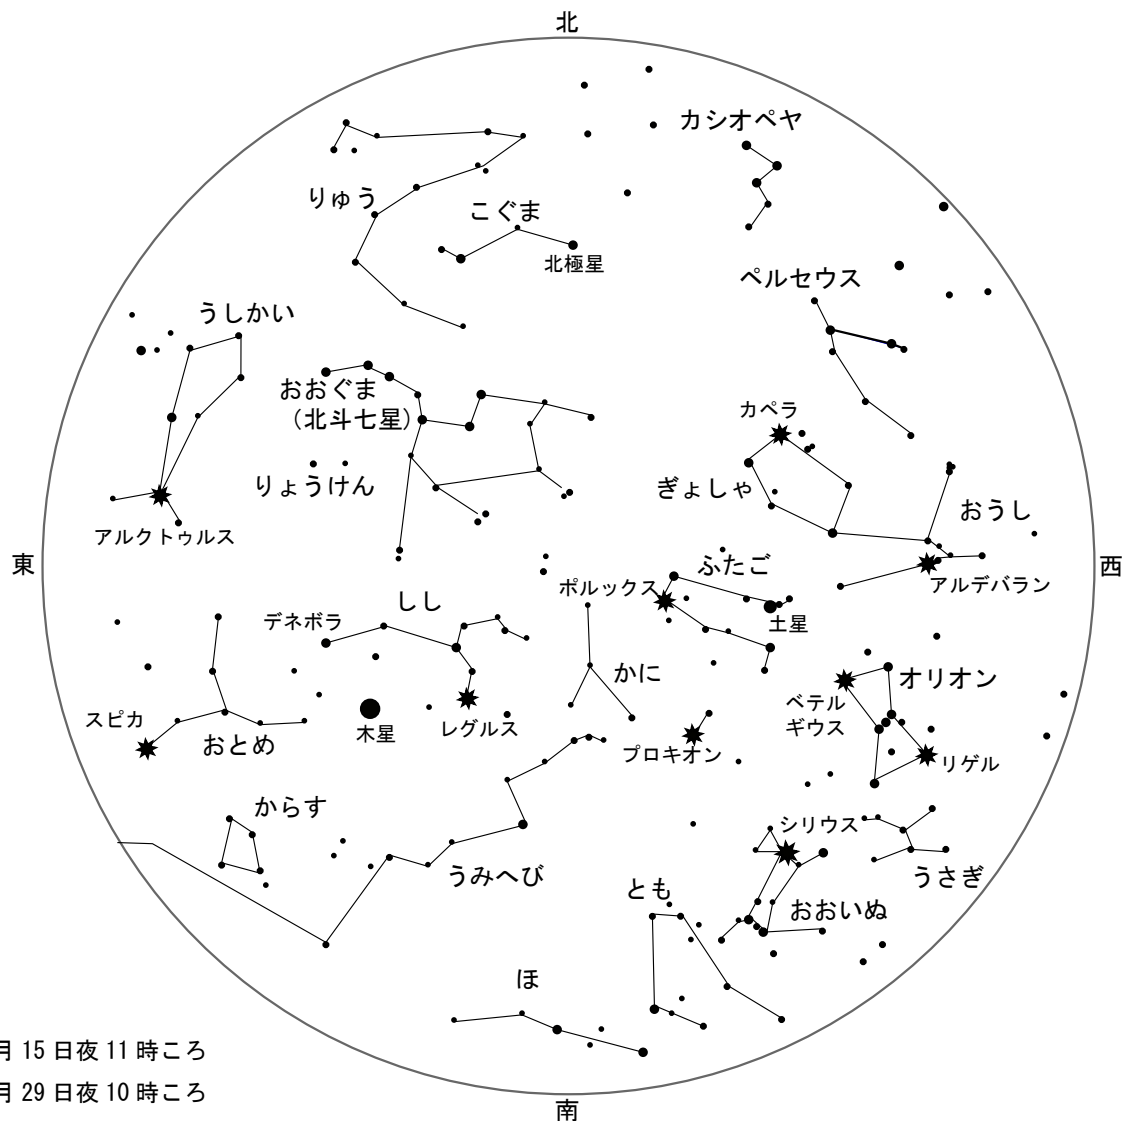 北
カシオペヤ
りゅう
こぐま
北極星
ペルセウス
うしかい
おおぐま
(北斗七星)
カペラ
りょうけん
ぎょしゃ
おうし
アルクトゥルス
東
西
ふたご
ポルックス
アルデバラン
しし
デネボラ
土星
かに
オリオン
ベテル
ギウス
スピカ
おとめ
木星
レグルス
プロキオン
リゲル
からす
シリウス
うみへび
うさぎ
とも
おおいぬ
ほ
月 15 日夜 11 時ころ
月 29 日夜 10 時ころ
南